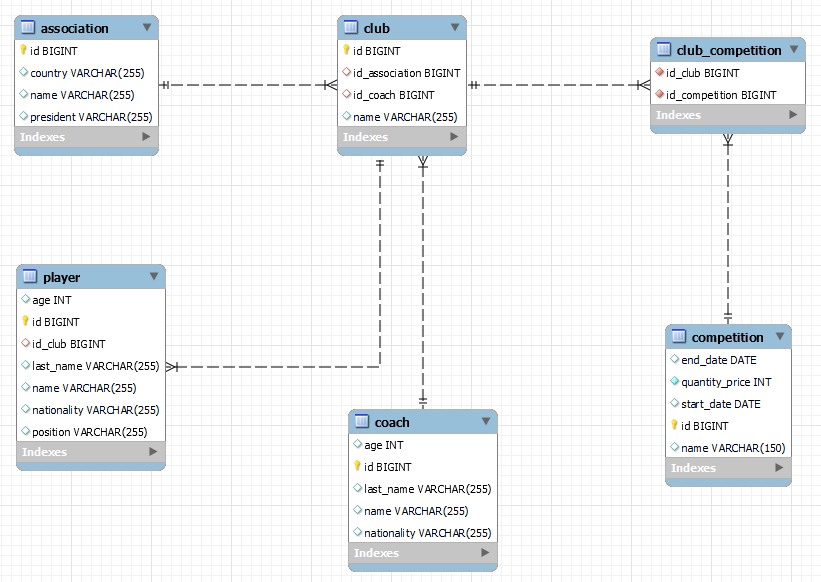 association
id BIGINT
country VARCHAR(255)
name VARCHAR(255)
president VARCHAR(255)
Indexes
club
id BIGINT
id_association BIGINT
id_coach BIGINT
name VARCHAR(255)
Indexes
club_competition
id_club BIGINT
id_competition BIGINT
Indexes
player
age INT
id BIGINT
id_club BIGINT
last_name VARCHAR(255)
name VARCHAR(255)
nationality VARCHAR(255)
position VARCHAR(255)
Indexes
coach
age INT
id BIGINT
last_name VARCHAR(255)
name VARCHAR(255)
nationality VARCHAR(255)
Indexes
competition
end_date DATE
quantity_price INT
start_date DATE
id BIGINT
name VARCHAR(150)
Indexes